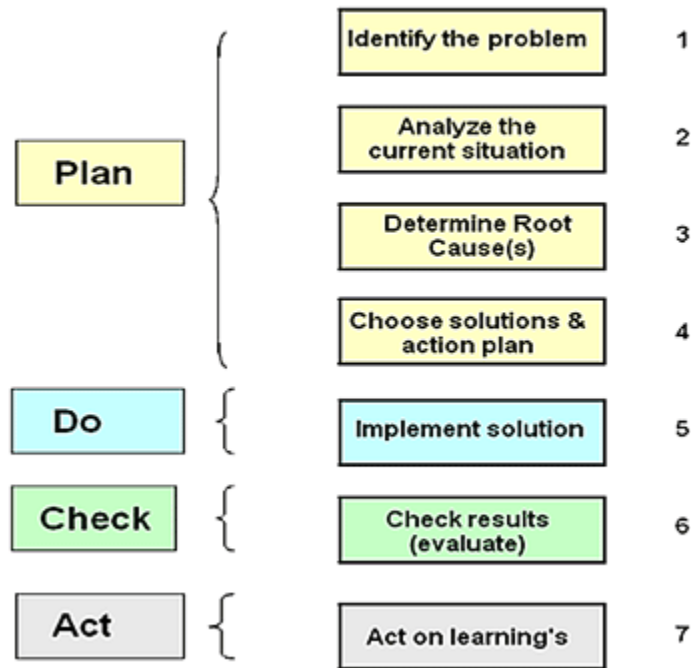 Plan
Identify the problem
1
Analyze the
current situation
2
Determine Root
Cause(s)
3
Choose solutions &
action plan
4
Do
Implement solution
5
Check
Check results
(evaluate)
6
Act
Act on learning's
7